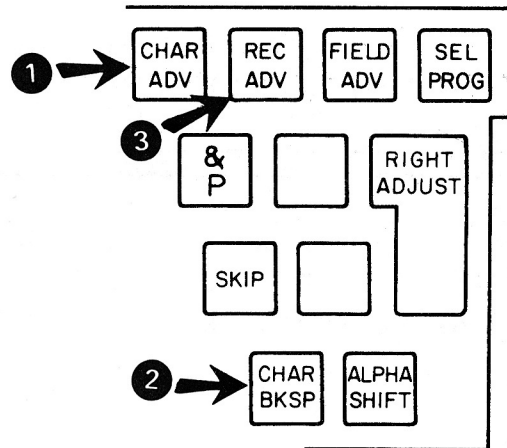 1
CHAR
ADV
REC
ADV
FIELD
ADV
SEL
PROG
3
&
P
RIGHT
ADJUST
SKIP
2
CHAR
BKSP
ALPHA
SHIFT